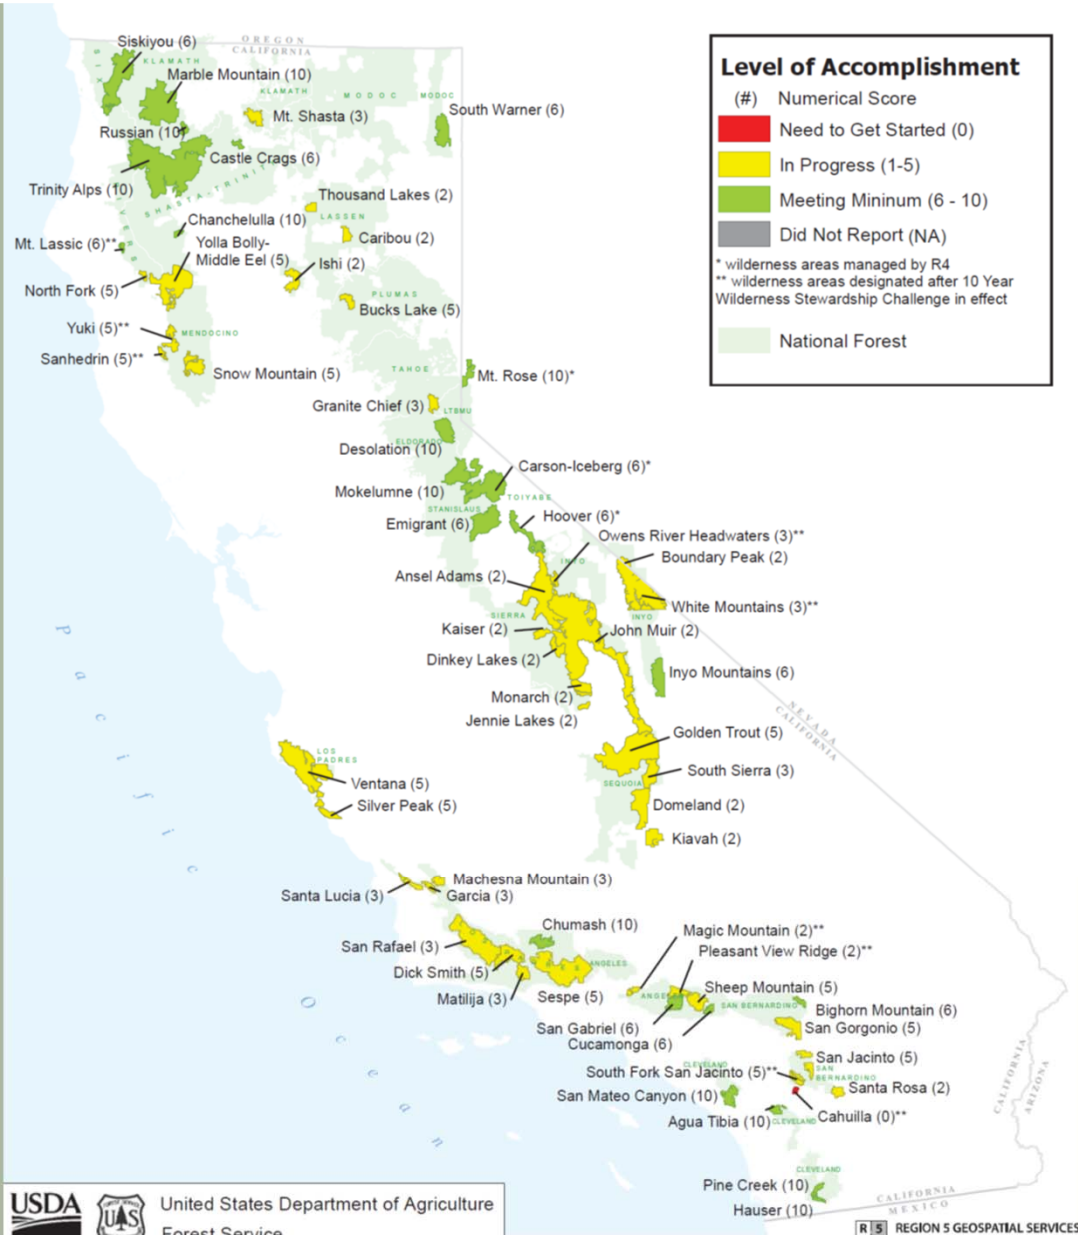 OREGON
CALIFORNIA
Siskiyou (6)
KLAMATH
Marble Mountain (10)
KLAMATH
MODOC
MODOC
South Warner (6)
Mt. Shasta (3)
Russian (10)
Castle Crags (6)
Trinity Alps (10)
SHASTA-TRINITY
Thousand Lakes (2)
LASSEN
Chanchelulla (10)
Caribou (2)
Mt. Lassic (6)**
Yolla Bolly-
Middle Eel (5)
Ishi (2)
North Fork (5)
PLUMAS
Bucks Lake (5)
Yuki (5)**
MENDOCINO
Sanhedrin (5)**
Snow Mountain (5)
TAHOE
Mt. Rose (10)*
Granite Chief (3)
LTBMU
ELDORADO
Desolation (10)
Carson-Iceberg (6)*
Mokelumne (10)
TOIYABE
STANISLAUS
Emigrant (6)
Hoover (6)*
Owens River Headwaters (3)**
INYO
Boundary Peak (2)
Ansel Adams (2)
White Mountains (3)**
SIERRA
INYO
Kaiser (2)
John Muir (2)
Dinkey Lakes (2)
Inyo Mountains (6)
Monarch (2)
Jennie Lakes (2)
NEVADA
CALIFORNIA
Golden Trout (5)
LOS
PADRES
South Sierra (3)
SEQUOIA
Ventana (5)
Silver Peak (5)
Domeland (2)
Kiavah (2)
Machesna Mountain (3)
Santa Lucia (3)
Garcia (3)
Chumash (10)
Magic Mountain (2)**
San Rafael (3)
Pleasant View Ridge (2)**
ANGELES
Dick Smith (5)
Sheep Mountain (5)
Matilija (3)
Sespe (5)
SAN BERNARDINO
Bighorn Mountain (6)
San Gabriel (6)
San Gorgonio (5)
Cucamonga (6)
San Jacinto (5)
CLEVELAND
South Fork San Jacinto (5)**
SAN
BERNARDINO
Santa Rosa (2)
San Mateo Canyon (10)
Cahuilla (0)**
Agua Tibia (10)
CLEVELAND
CALIFORNIA
ARIZONA
CLEVELAND
Pine Creek (10)
Hauser (10)
CALIFORNIA
MEXICO
Pacific
Ocean
Level of Accomplishment
(#) Numerical Score
Need to Get Started (0)
In Progress (1-5)
Meeting Mininum (6 - 10)
Did Not Report (NA)
* wilderness areas managed by R4
** wilderness areas designated after 10 Year
Wilderness Stewardship Challenge in effect
National Forest
USDA
UAS
United States Department of Agriculture
Forest Service
R 5 REGION 5 GEOSPATIAL SERVICES